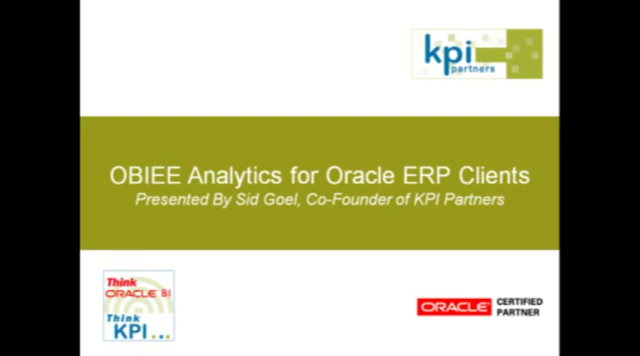 kpi
partners
OBIEE Analytics for Oracle ERP Clients
Presented By Sid Goel, Co-Founder of KPI Partners
Think
ORACLE BI
Think
KPI...
ORACLE CERTIFIED
PARTNER